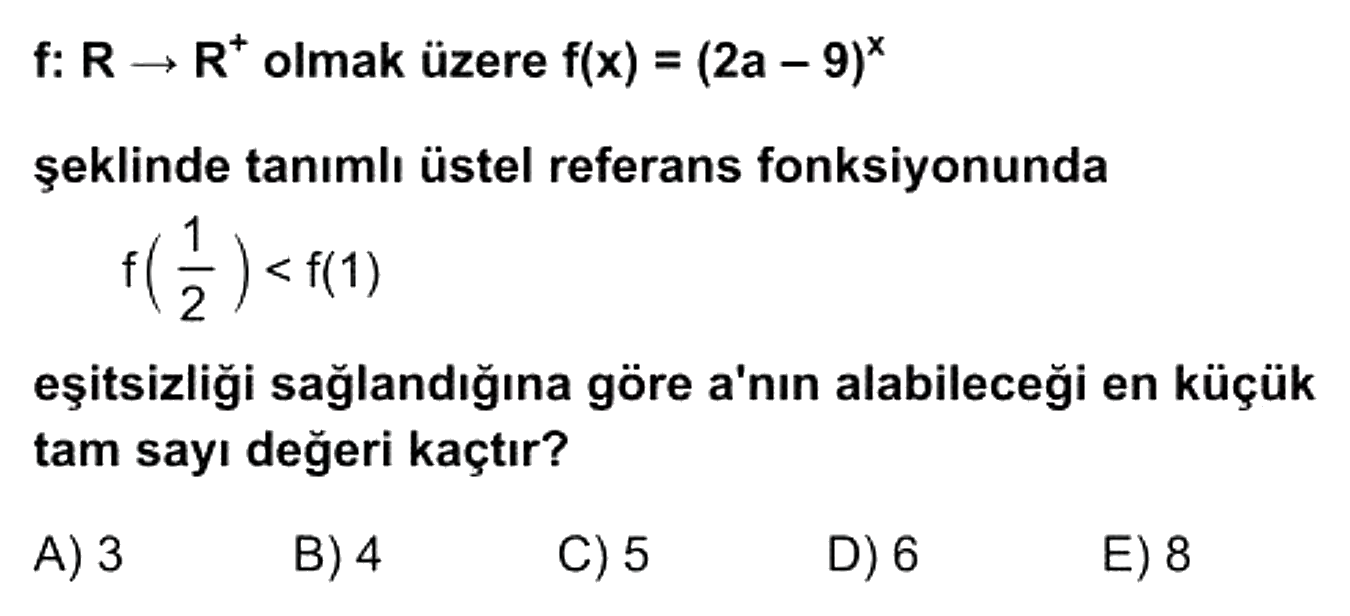 f: R → R⁺ olmak üzere f(x) = (2a – 9)ˣ
şeklinde tanımlı üstel referans fonksiyonunda
f(1/2) < f(1)
eşitsizliği sağlandığına göre a'nın alabileceği en küçük
tam sayı değeri kaçtır?
A) 3 B) 4 C) 5 D) 6 E) 8